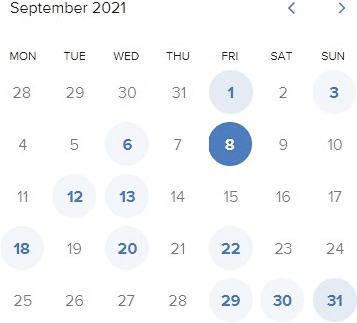 September 2021
MON TUE WED THU FRI SAT SUN
28 29 30 31 1 2 3
4 5 6 7 8 9 10
11 12 13 14 15 16 17
18 19 20 21 22 23 24
25 26 27 28 29 30 31